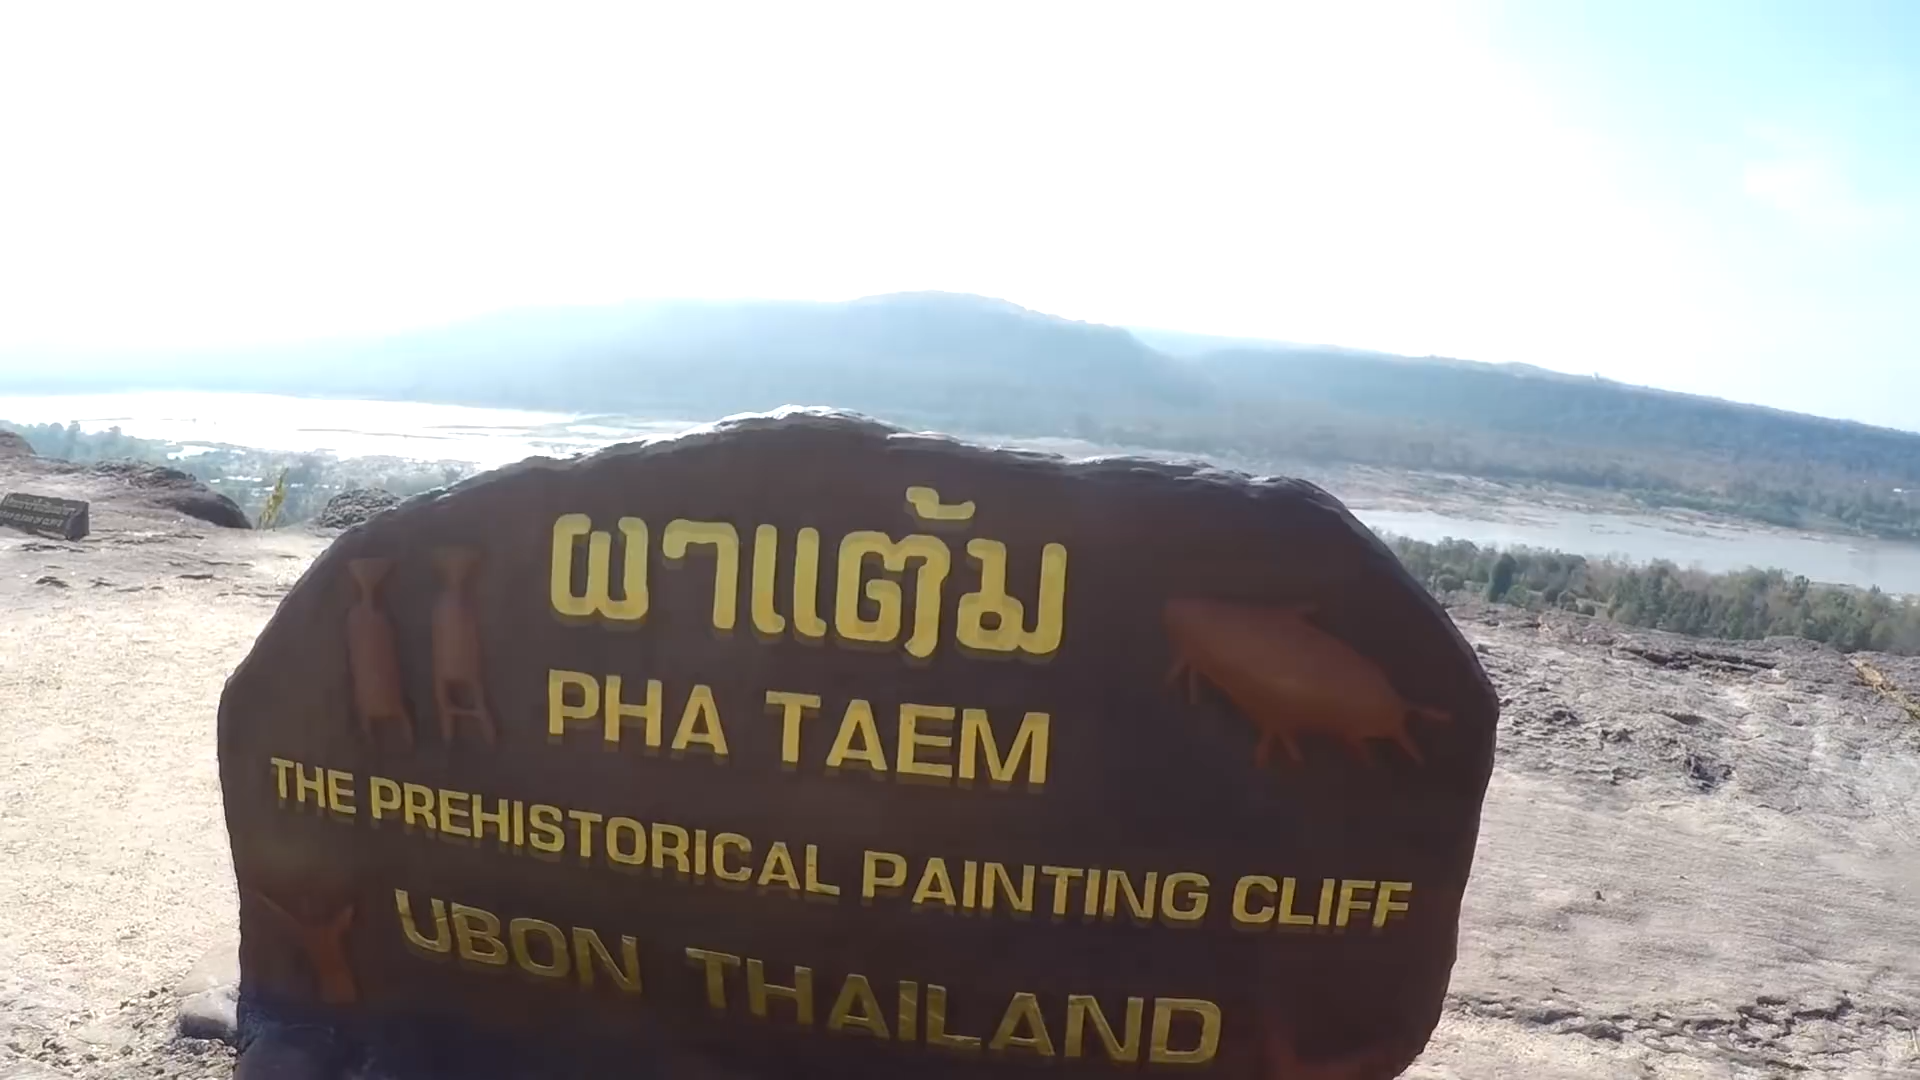 ผาแต้ม
PHA TAEM
THE PREHISTORICAL PAINTING CLIFF
UBON THAILAND